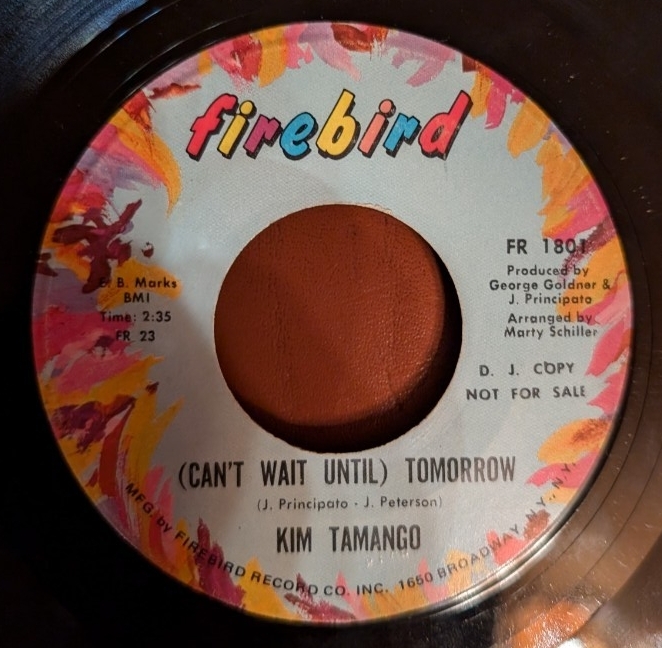 firebird
FR 1801
Produced by
George Goldner &
J. Principato
Arranged by
Marty Schiller
E. B. Marks
BMI
Time: 2:35
FR 23
D. J. COPY
NOT FOR SALE
(CAN'T WAIT UNTIL) TOMORROW
(J. Principato - J. Peterson)
KIM TAMANGO
MFG. by FIREBIRD RECORD CO. INC. 1650 BROADWAY, N.Y., N.Y.